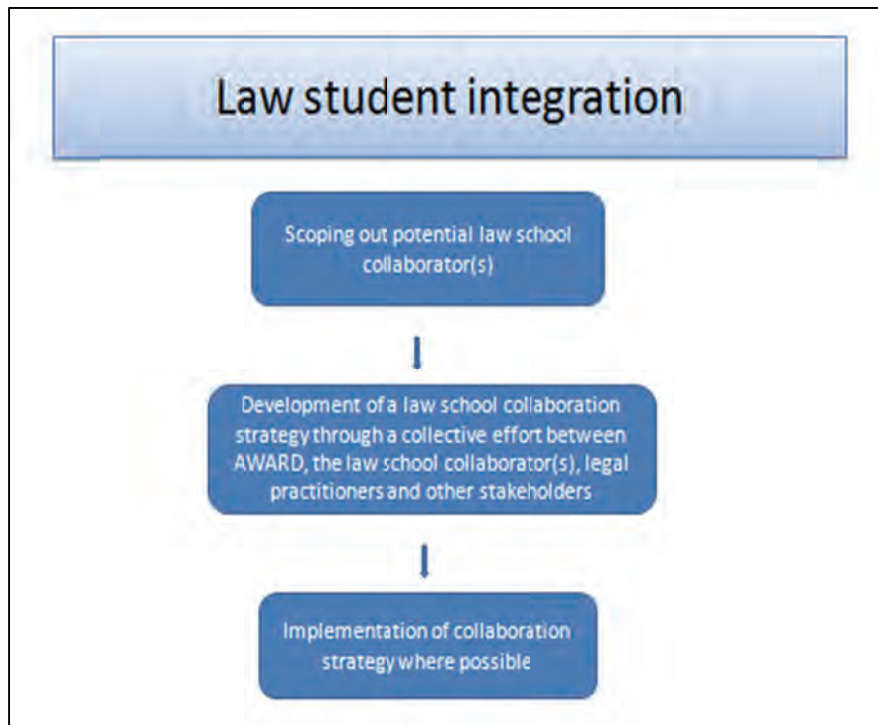 Law student integration
Scoping out potential law school
collaborator(s)
Development of a law school collaboration
strategy through a collective effort between
AWARD, the law school collaborator(s), legal
practitioners and other stakeholders
Implementation of collaboration
strategy where possible